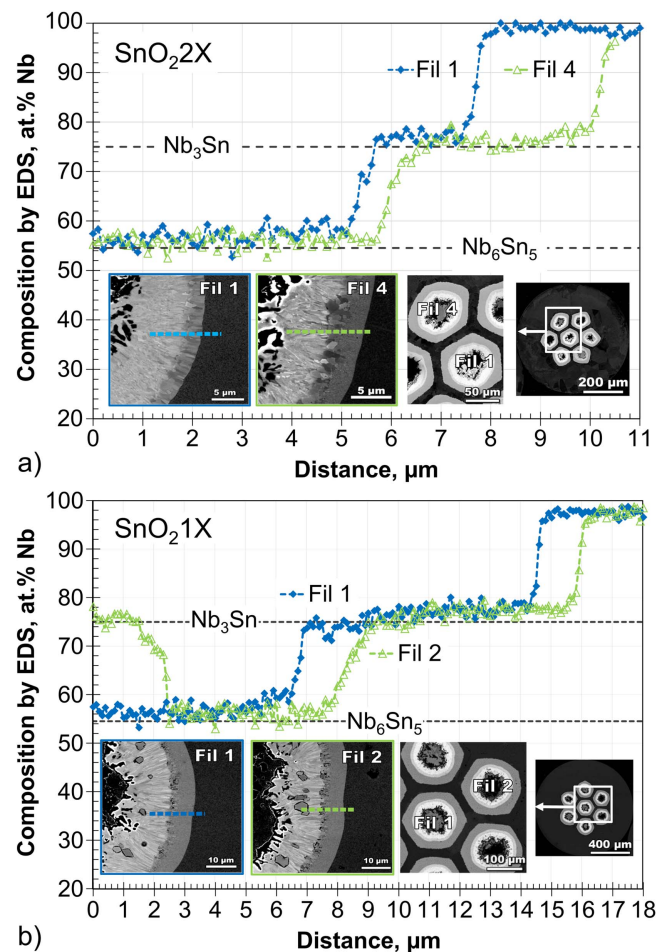 a)
Composition by EDS, at.% Nb
100
90
80
70
60
50
40
30
20
SnO₂2X
Fil 1
Fil 4
Nb₃Sn
Nb₆Sn₅
Fil 1
5 µm
Fil 4
5 µm
Fil 4
Fil 1
50 µm
200 µm
0 1 2 3 4 5 6 7 8 9 10 11
Distance, µm
b)
Composition by EDS, at.% Nb
100
90
80
70
60
50
40
30
20
SnO₂1X
Fil 1
Nb₃Sn
Fil 2
Nb₆Sn₅
Fil 1
10 µm
Fil 2
10 µm
Fil 2
Fil 1
100 µm
400 µm
0 1 2 3 4 5 6 7 8 9 10 11 12 13 14 15 16 17 18
Distance, µm